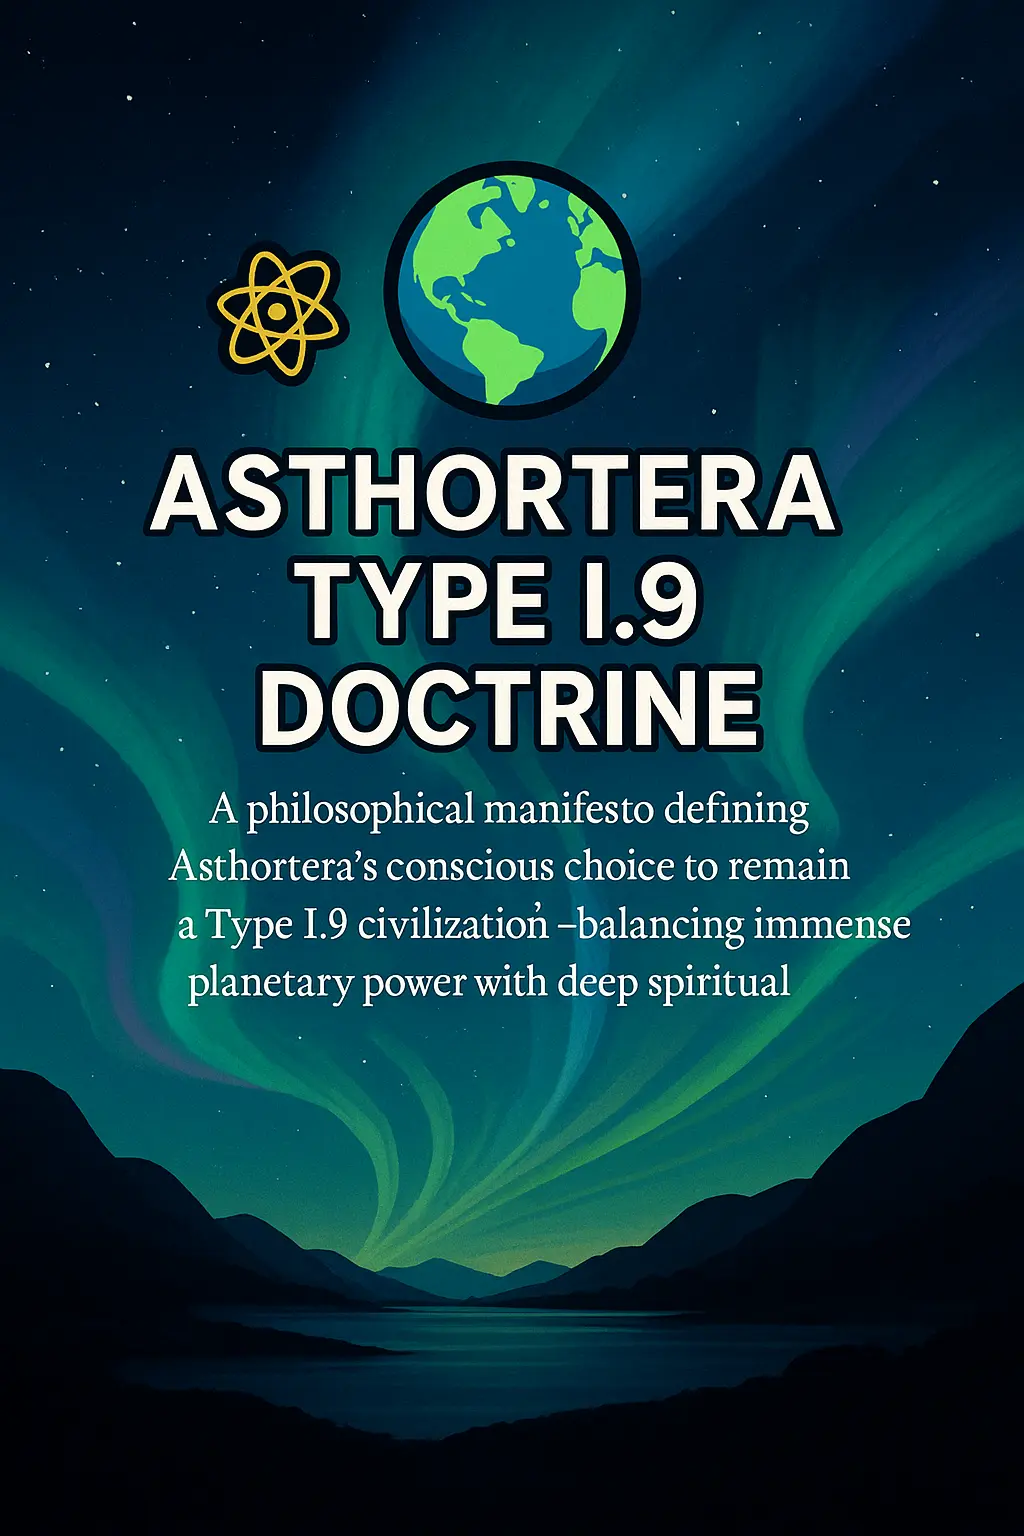 ASTHORTERA
TYPE I.9
DOCTRINE
A philosophical manifesto defining
Asthortera’s conscious choice to remain
a Type I.9 civilization̓ –balancing immense
planetary power with deep spiritual